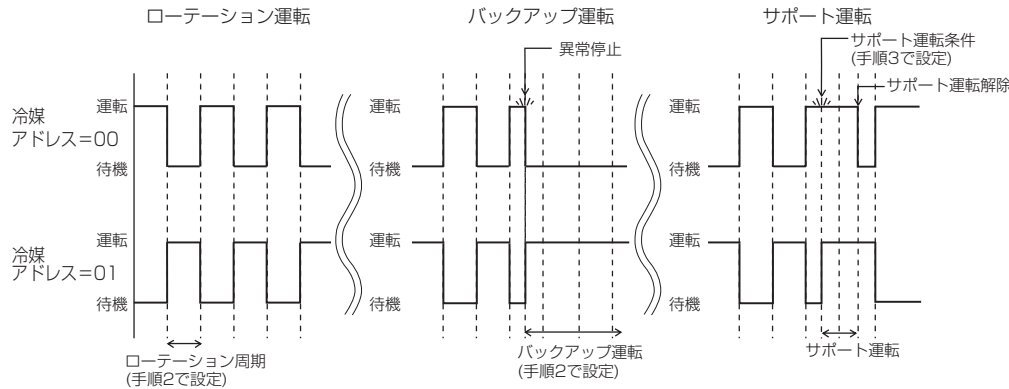 ローテーション運転
バックアップ運転
サポート運転
異常停止
サポート運転条件
(手順3で設定)
サポート運転解除
冷媒
アドレス=00
運転
待機
運転
待機
運転
待機
冷媒
アドレス=01
運転
待機
運転
待機
運転
待機
ローテーション周期
(手順2で設定)
バックアップ運転
(手順2で設定)
サポート運転